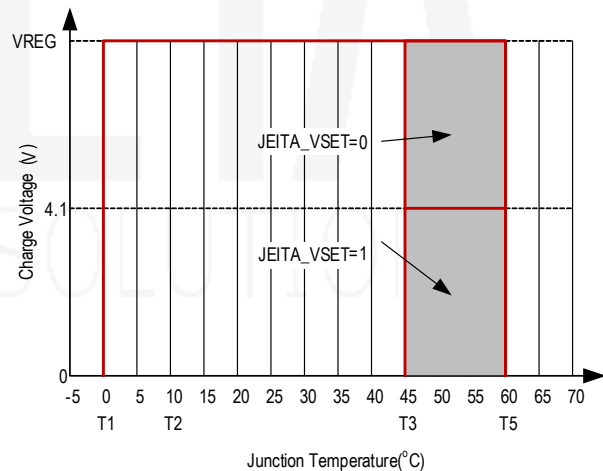 VREG
JEITA_VSET=0
4.1
JEITA_VSET=1
Charge Voltage (V)
0
-5 0 5 10 15 20 25 30 35 40 45 50 55 60 65 70
T1 T2 T3 T5
Junction Temperature(°C)
SOLUTION